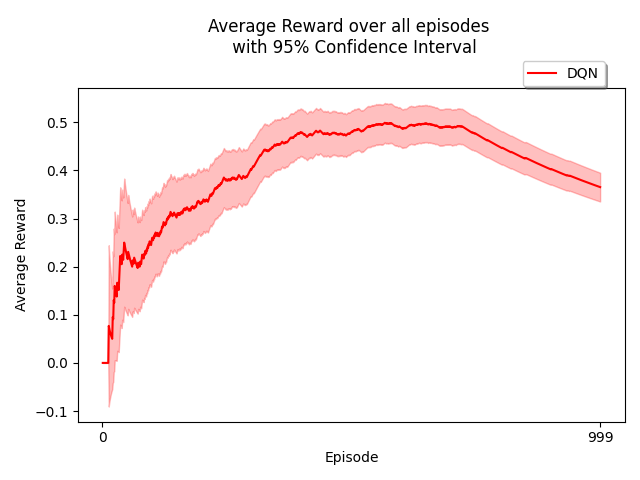 Average Reward over all episodes
with 95% Confidence Interval
DQN
0.5
0.4
0.3
0.2
0.1
0.0
−0.1
Average Reward
0
999
Episode